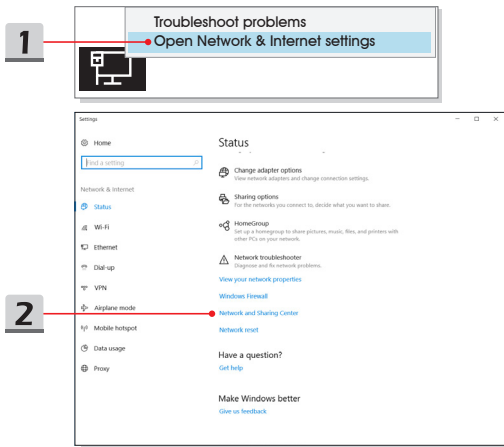 Troubleshoot problems
1
Open Network & Internet settings
Settings
Home
Find a setting
Network & Internet
Status
Wi-Fi
Ethernet
Dial-up
VPN
Airplane mode
Mobile hotspot
Data usage
Proxy
Status
Change adapter options
View network adapters and change connection settings.
Sharing options
For the networks you connect to, decide what you want to share.
HomeGroup
Set up a homegroup to share pictures, music, files, and printers with
other PCs on your network.
Network troubleshooter
Diagnose and fix network problems.
View your network properties
Windows Firewall
2
Network and Sharing Center
Network reset
Have a question?
Get help
Make Windows better
Give us feedback